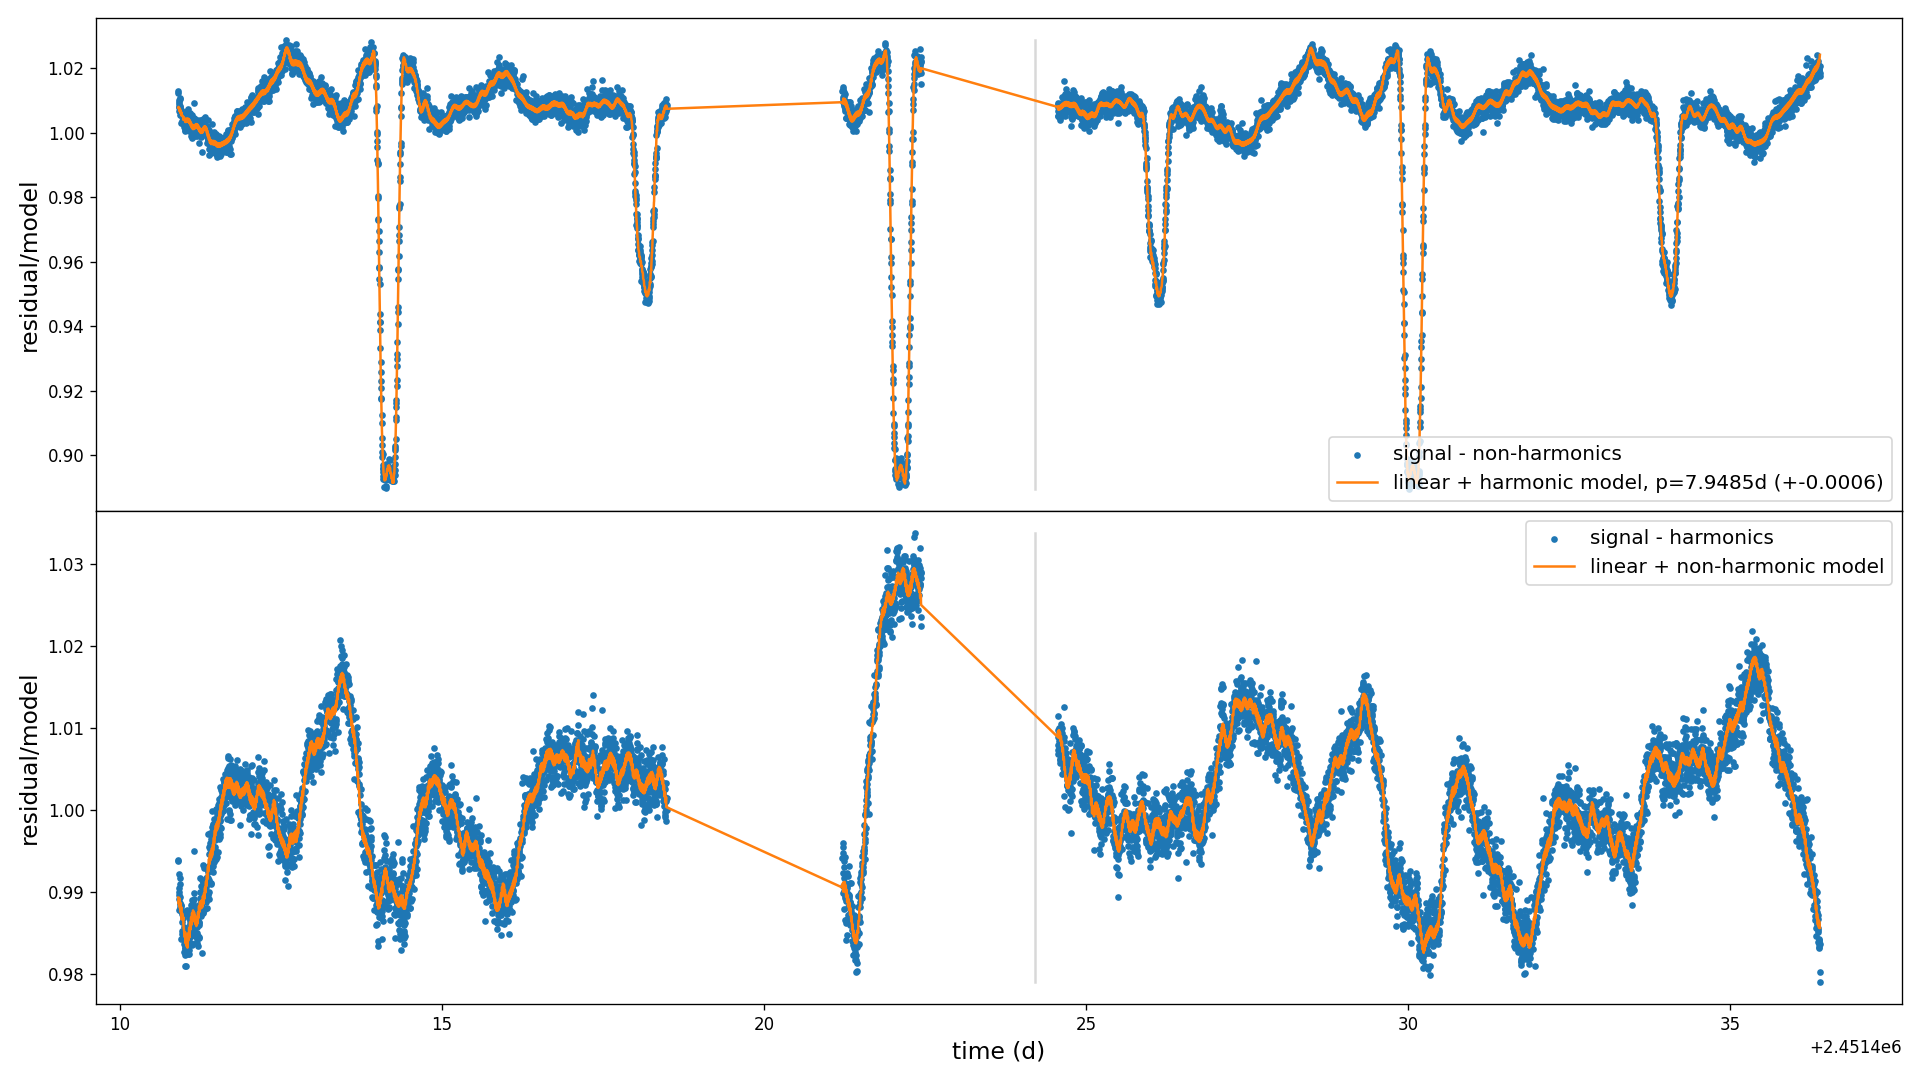 1.02
1.00
0.98
0.96
0.94
0.92
0.90
residual/model
signal - non-harmonics
linear + harmonic model, p=7.9485d (+-0.0006)
1.03
1.02
1.01
1.00
0.99
0.98
residual/model
signal - harmonics
linear + non-harmonic model
10 15 20 25 30 35
time (d)
+2.4514e6